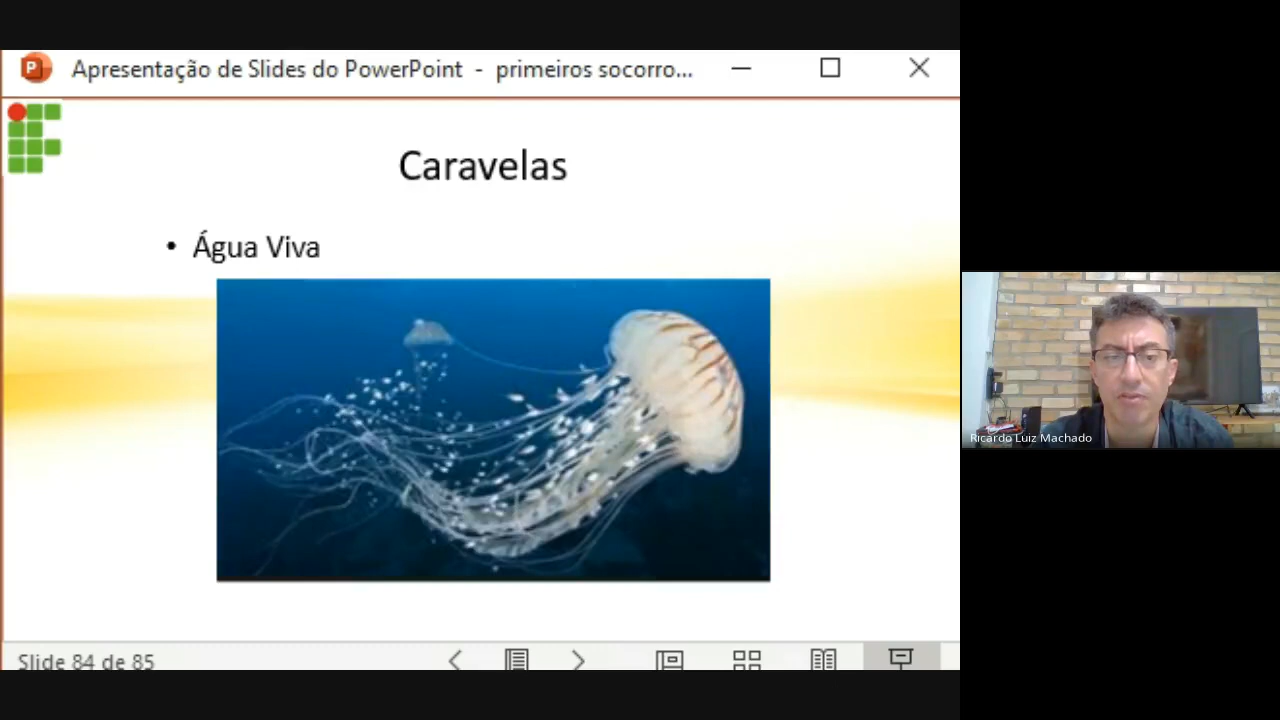 Apresentação de Slides do PowerPoint - primeiros socorro...
Caravelas
• Água Viva
Ricardo Luiz Machado
Slide 84 de 85